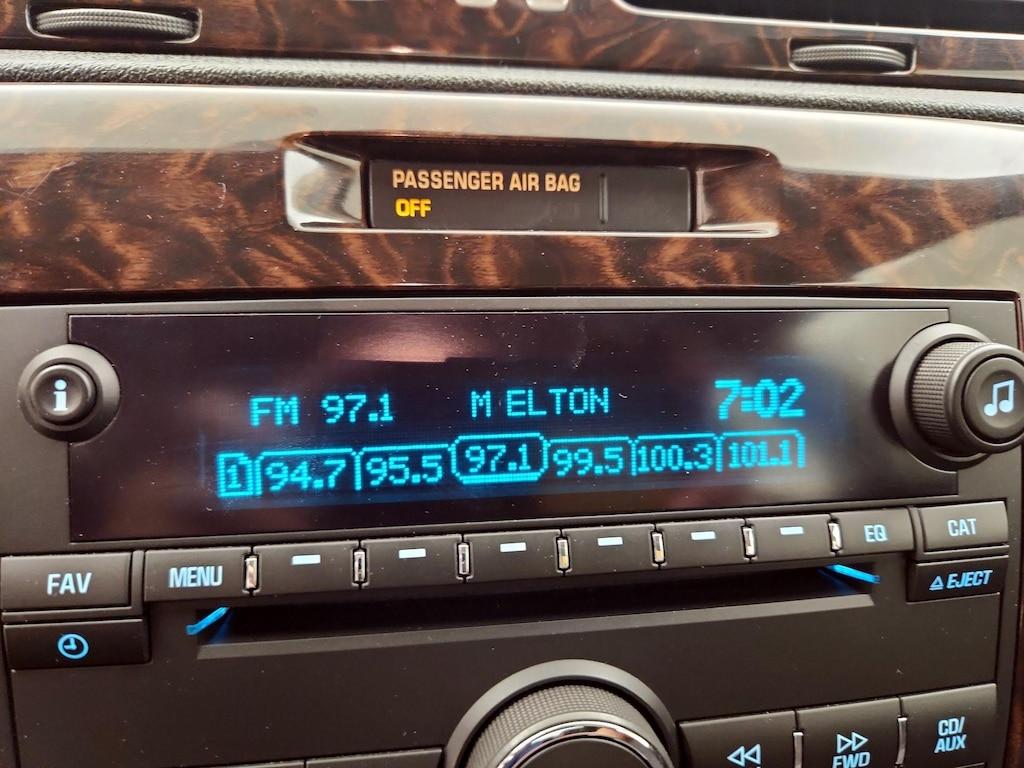 PASSENGER AIR BAG
OFF
i
FM 97.1 M ELTON 7:02
1 94.7 95.5 97.1 99.5 100.3 101.1
EQ CAT
FAV MENU
EJECT
FWD
CD/
AUX